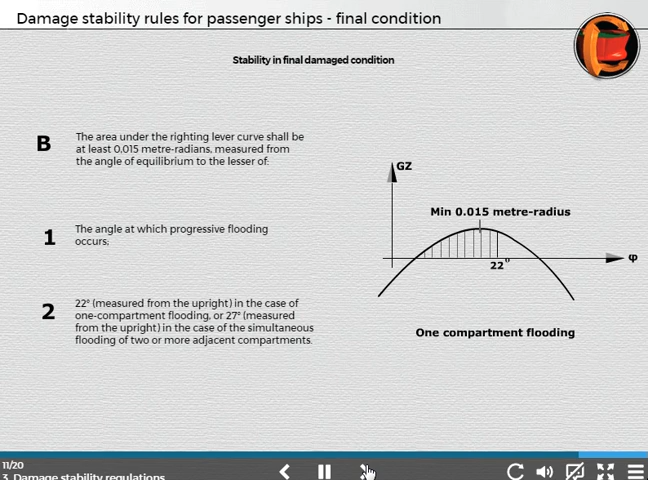 Damage stability rules for passenger ships - final condition
Stability in final damaged condition
B
The area under the righting lever curve shall be
at least 0,015 metre-radians, measured from
the angle of equilibrium to the lesser of:
1
The angle at which progressive flooding
occurs;
2
22° (measured from the upright) in the case of
one-compartment flooding, or 27° (measured
from the upright) in the case of the simultaneous
flooding of two or more adjacent compartments.
GZ
Min 0.015 metre-radius
22°
φ
One compartment flooding
11/20
3. Damage stability regulations